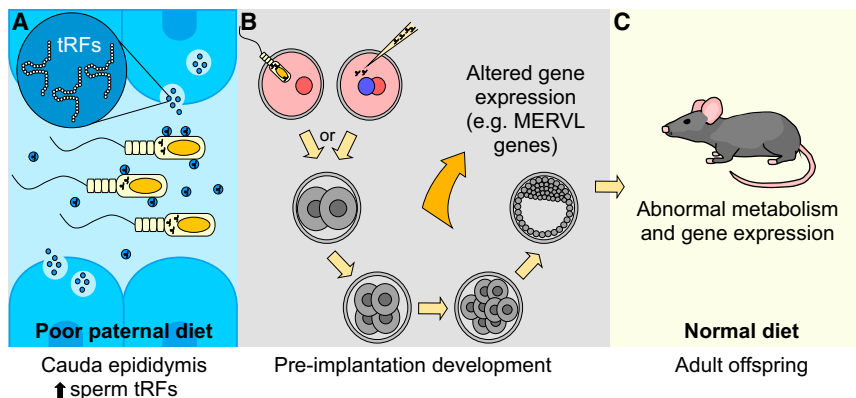 A
tRFs
Poor paternal diet
Cauda epididymis
⬆ sperm tRFs
B
or
Altered gene
expression
(e.g. MERVL
genes)
Pre-implantation development
C
Abnormal metabolism
and gene expression
Normal diet
Adult offspring